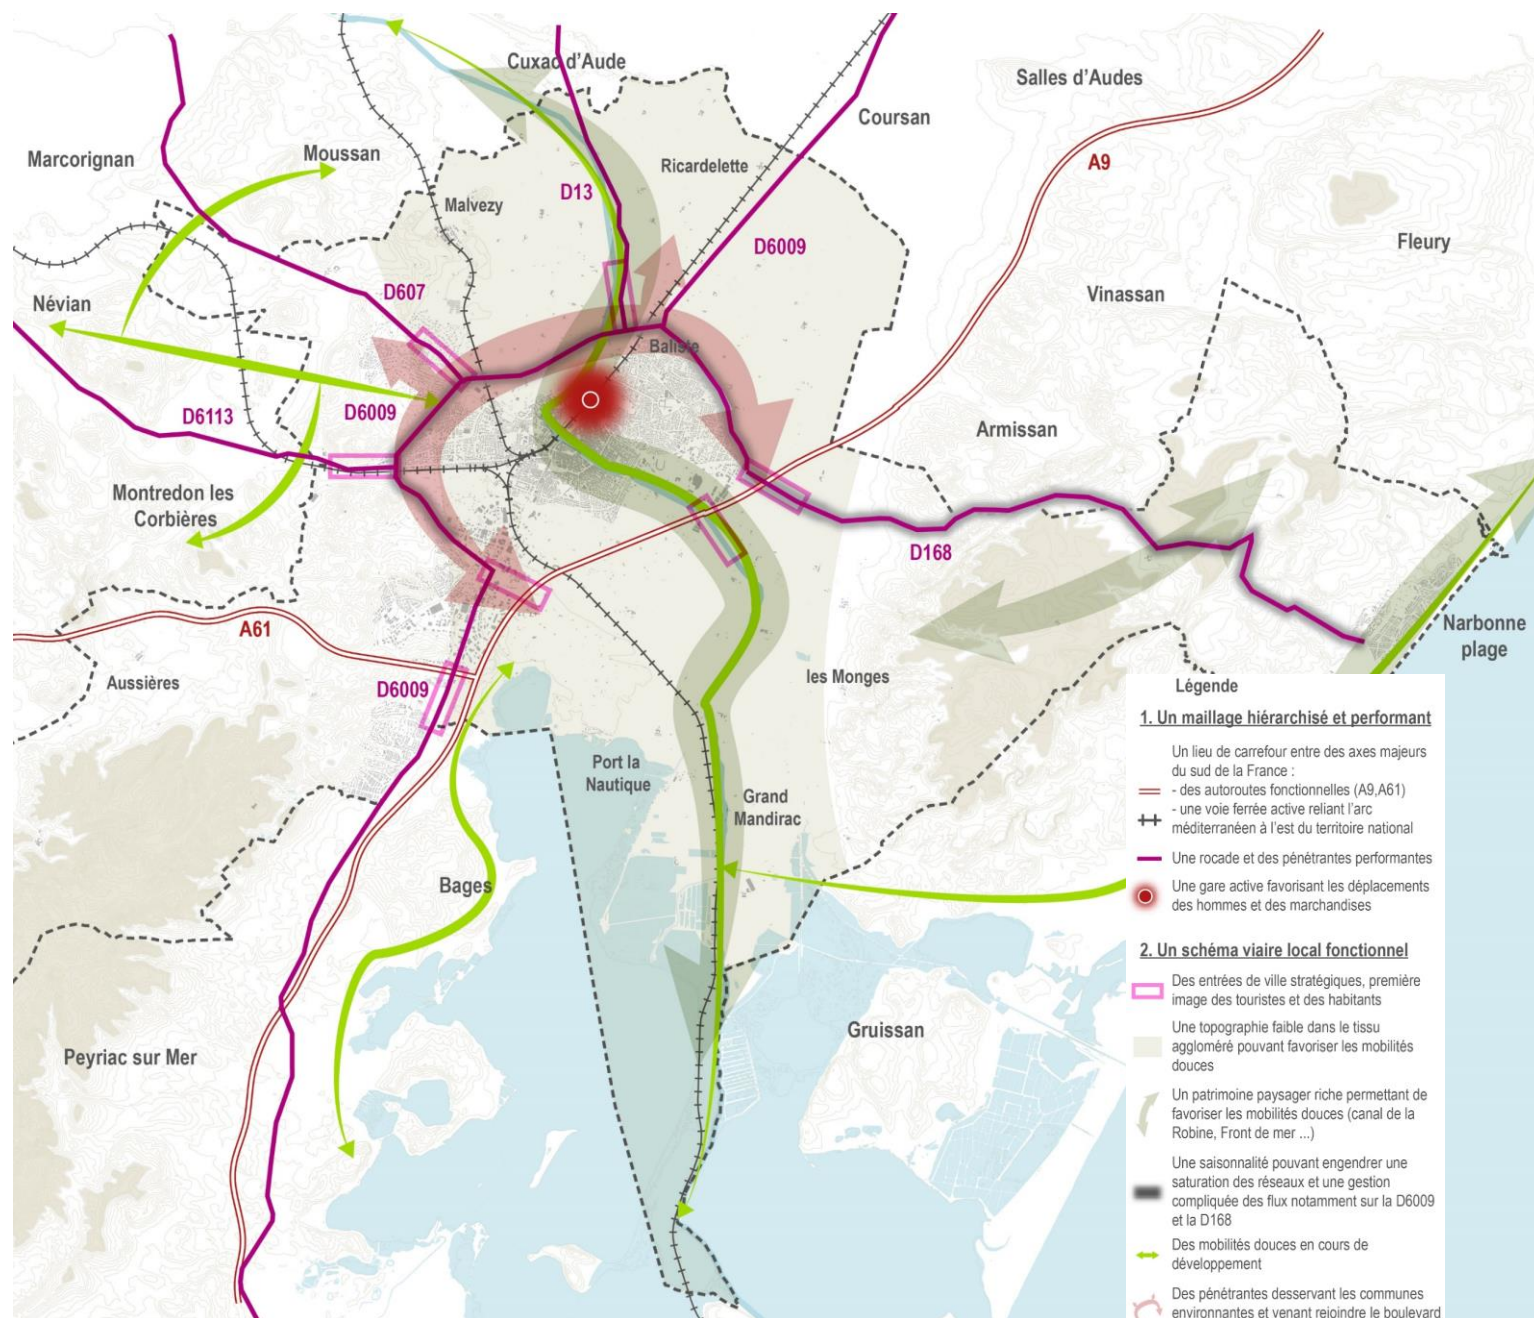 Cuxac d'Aude
Salles d'Audes
Coursan
Marcorignan
Moussan
Ricardelette
A9
D13
Malvezy
D6009
Fleury
D607
Névian
Vinassan
Baliste
D6113
D6009
Armissan
Montredon les
Corbières
D168
A61
Narbonne
plage
Aussières
D6009
les Monges
Port la
Nautique
Grand
Mandirac
Bages
Gruissan
Peyriac sur Mer
Légende
1. Un maillage hiérarchisé et performant
Un lieu de carrefour entre des axes majeurs
du sud de la France :
- des autoroutes fonctionnelles (A9,A61)
- une voie ferrée active reliant l'arc
méditerranéen à l'est du territoire national
Une rocade et des pénétrantes performantes
Une gare active favorisant les déplacements
des hommes et des marchandises
2. Un schéma viaire local fonctionnel
Des entrées de ville stratégiques, première
image des touristes et des habitants
Une topographie faible dans le tissu
aggloméré pouvant favoriser les mobilités
douces
Un patrimoine paysager riche permettant de
favoriser les mobilités douces (canal de la
Robine, Front de mer ...)
Une saisonnalité pouvant engendrer une
saturation des réseaux et une gestion
compliquée des flux notamment sur la D6009
et la D168
Des mobilités douces en cours de
développement
Des pénétrantes desservant les communes
environnantes et venant rejoindre le boulevard